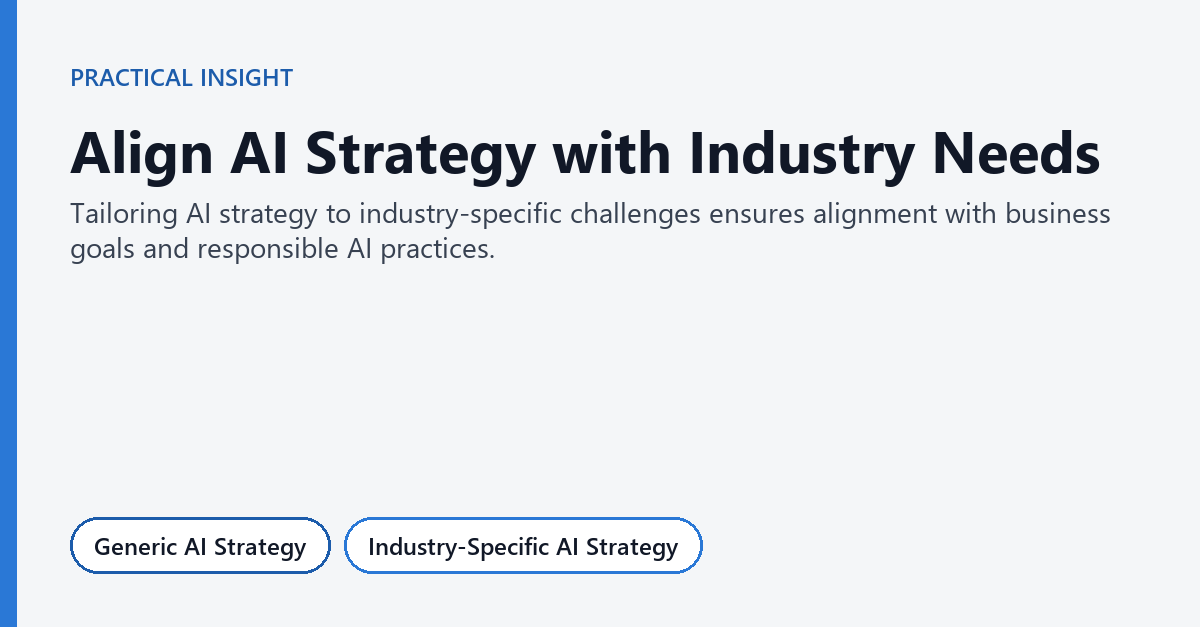 PRACTICAL INSIGHT
Align AI Strategy with Industry Needs
Tailoring AI strategy to industry-specific challenges ensures alignment with business
goals and responsible AI practices.
Generic AI Strategy
Industry-Specific AI Strategy